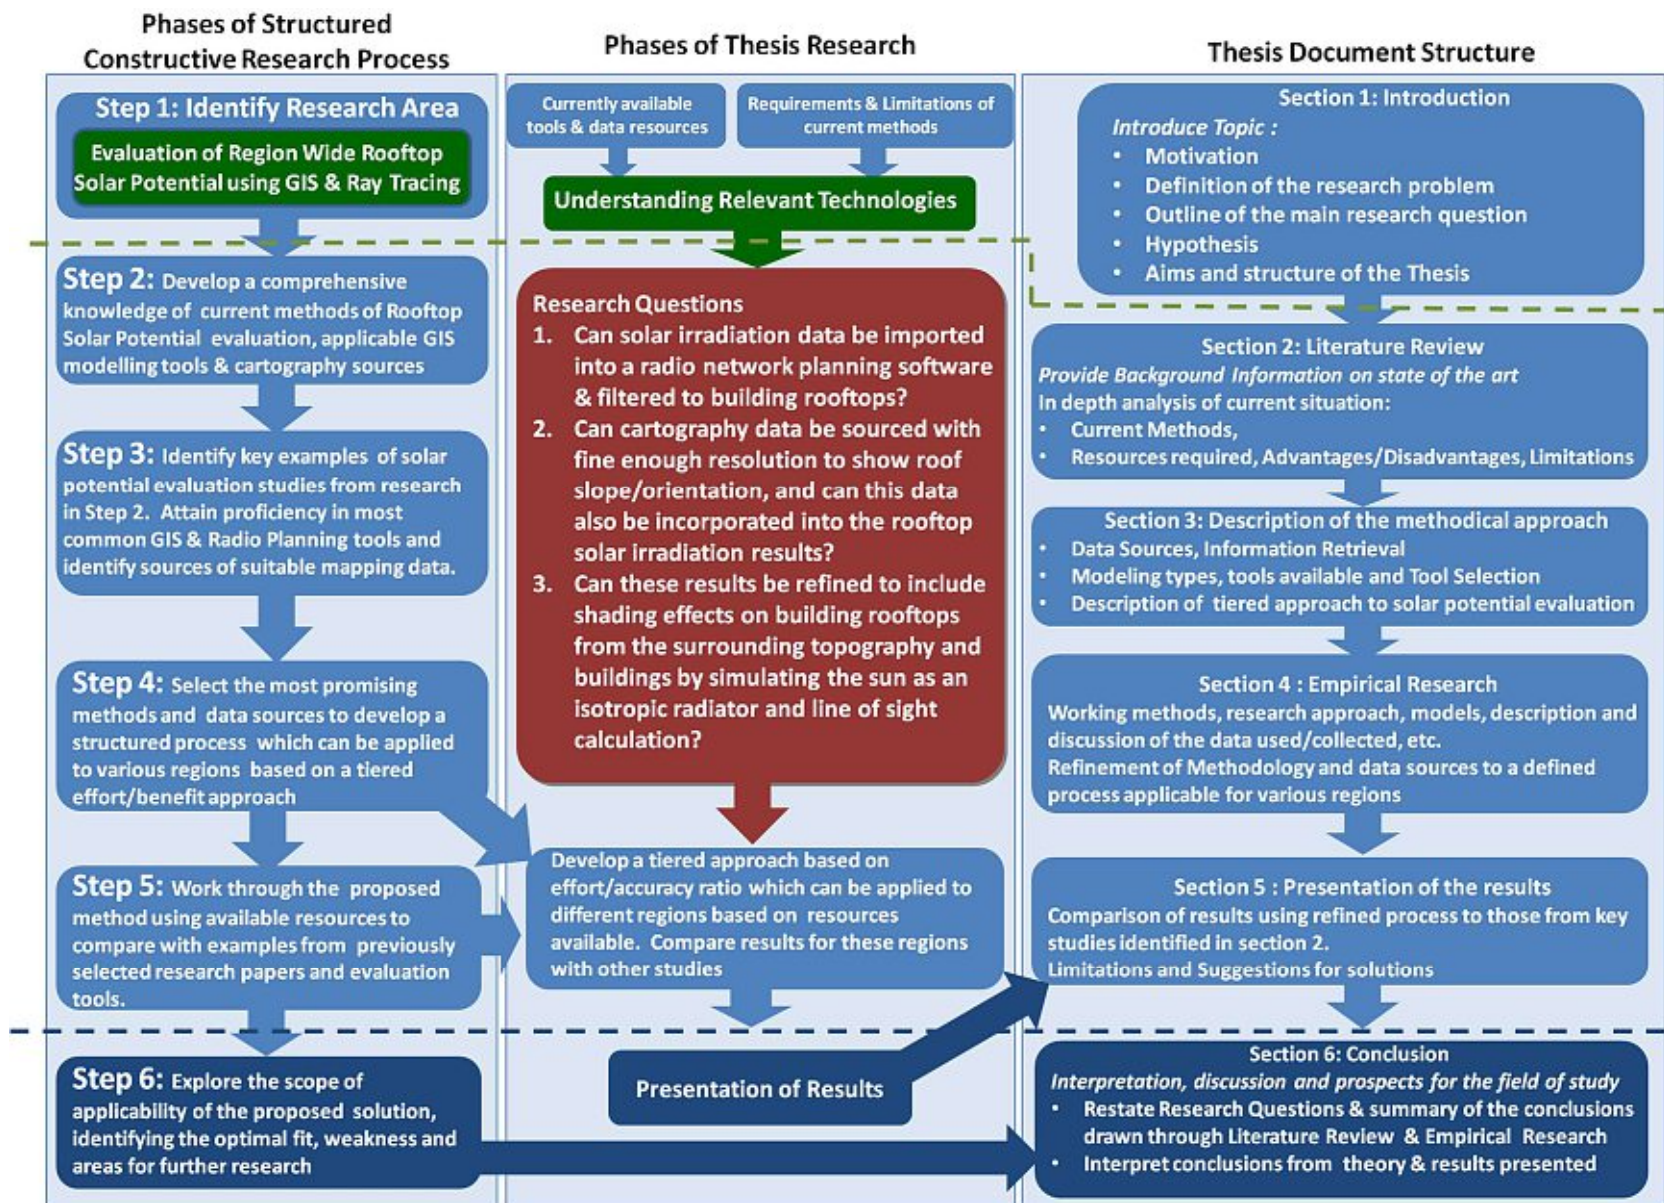 Phases of Structured
Constructive Research Process
Step 1: Identify Research Area
Evaluation of Region Wide Rooftop
Solar Potential using GIS & Ray Tracing
Step 2: Develop a comprehensive
knowledge of current methods of Rooftop
Solar Potential evaluation, applicable GIS
modelling tools & cartography sources
Step 3: Identify key examples of solar
potential evaluation studies from research
in Step 2. Attain proficiency in most
common GIS & Radio Planning tools and
identify sources of suitable mapping data.
Step 4: Select the most promising
methods and data sources to develop a
structured process which can be applied
to various regions based on a tiered
effort/benefit approach
Step 5: Work through the proposed
method using available resources to
compare with examples from previously
selected research papers and evaluation
tools.
Step 6: Explore the scope of
applicability of the proposed solution,
identifying the optimal fit, weakness and
areas for further research
Phases of Thesis Research
Currently available
tools & data resources
Requirements & Limitations of
current methods
Understanding Relevant Technologies
Research Questions
1. Can solar irradiation data be imported
into a radio network planning software
& filtered to building rooftops?
2. Can cartography data be sourced with
fine enough resolution to show roof
slope/orientation, and can this data
also be incorporated into the rooftop
solar irradiation results?
3. Can these results be refined to include
shading effects on building rooftops
from the surrounding topography and
buildings by simulating the sun as an
isotropic radiator and line of sight
calculation?
Develop a tiered approach based on
effort/accuracy ratio which can be applied to
different regions based on resources
available. Compare results for these regions
with other studies
Presentation of Results
Thesis Document Structure
Section 1: Introduction
Introduce Topic :
• Motivation
• Definition of the research problem
• Outline of the main research question
• Hypothesis
• Aims and structure of the Thesis
Section 2: Literature Review
Provide Background Information on state of the art
In depth analysis of current situation:
• Current Methods,
• Resources required, Advantages/Disadvantages, Limitations
Section 3: Description of the methodical approach
• Data Sources, Information Retrieval
• Modeling types, tools available and Tool Selection
• Description of tiered approach to solar potential evaluation
Section 4 : Empirical Research
Working methods, research approach, models, description and
discussion of the data used/collected, etc.
Refinement of Methodology and data sources to a defined
process applicable for various regions
Section 5 : Presentation of the results
Comparison of results using refined process to those from key
studies identified in section 2.
Limitations and Suggestions for solutions
Section 6: Conclusion
Interpretation, discussion and prospects for the field of study
• Restate Research Questions & summary of the conclusions
drawn through Literature Review & Empirical Research
• Interpret conclusions from theory & results presented